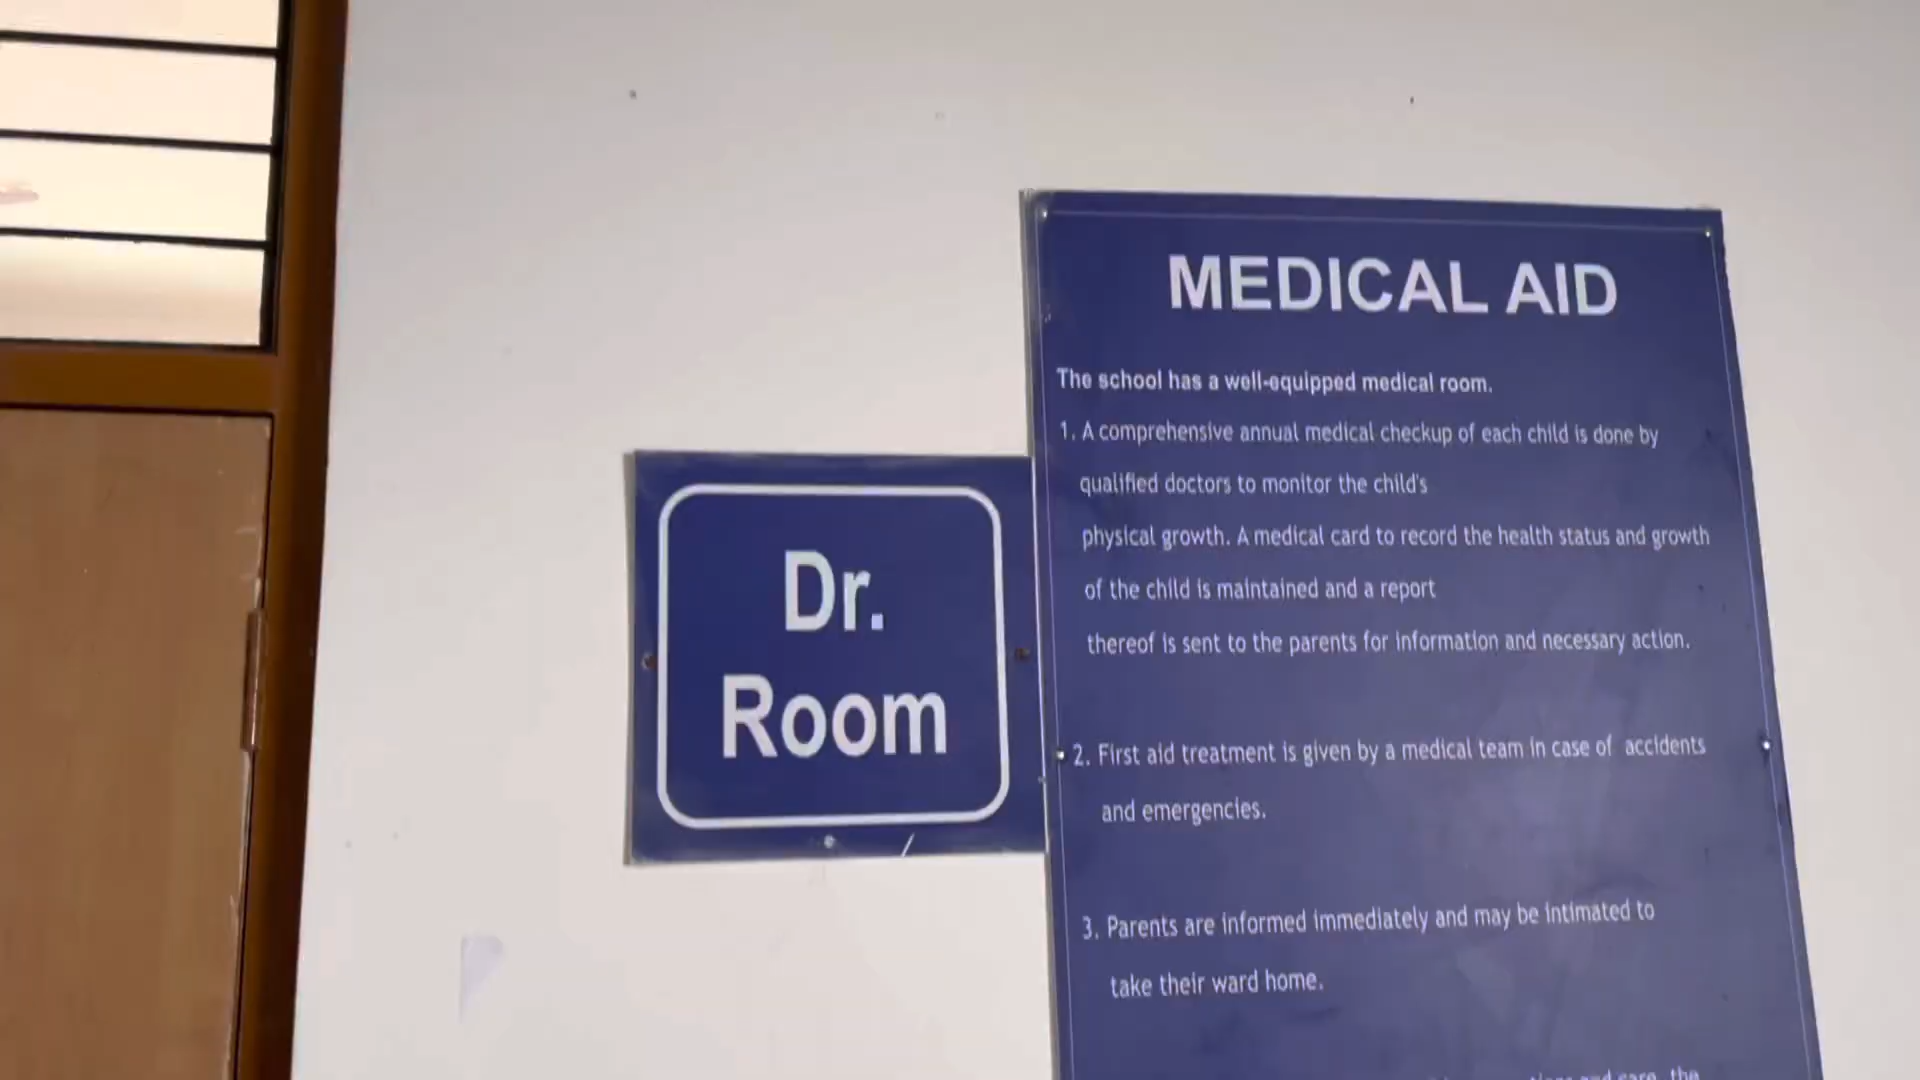 Dr.
Room
MEDICAL AID
The school has a well-equipped medical room.
1. A comprehensive annual medical checkup of each child is done by
qualified doctors to monitor the child's
physical growth. A medical card to record the health status and growth
of the child is maintained and a report
thereof is sent to the parents for information and necessary action.
2. First aid treatment is given by a medical team in case of accidents
and emergencies.
3. Parents are informed immediately and may be intimated to
take their ward home.
and care, the